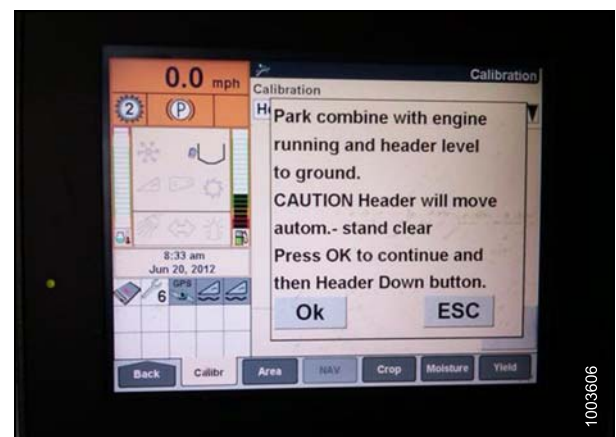 0.0 mph
Calibration
2
P
Calibration
He
Park combine with engine
running and header level
to ground.
CAUTION Header will move
autom.- stand clear
Press OK to continue and
then Header Down button.
Ok
ESC
8:33 am
Jun 20, 2012
6
GPS
Back
Calibr
Area
NAV
Crop
Moisture
Yield
1003606